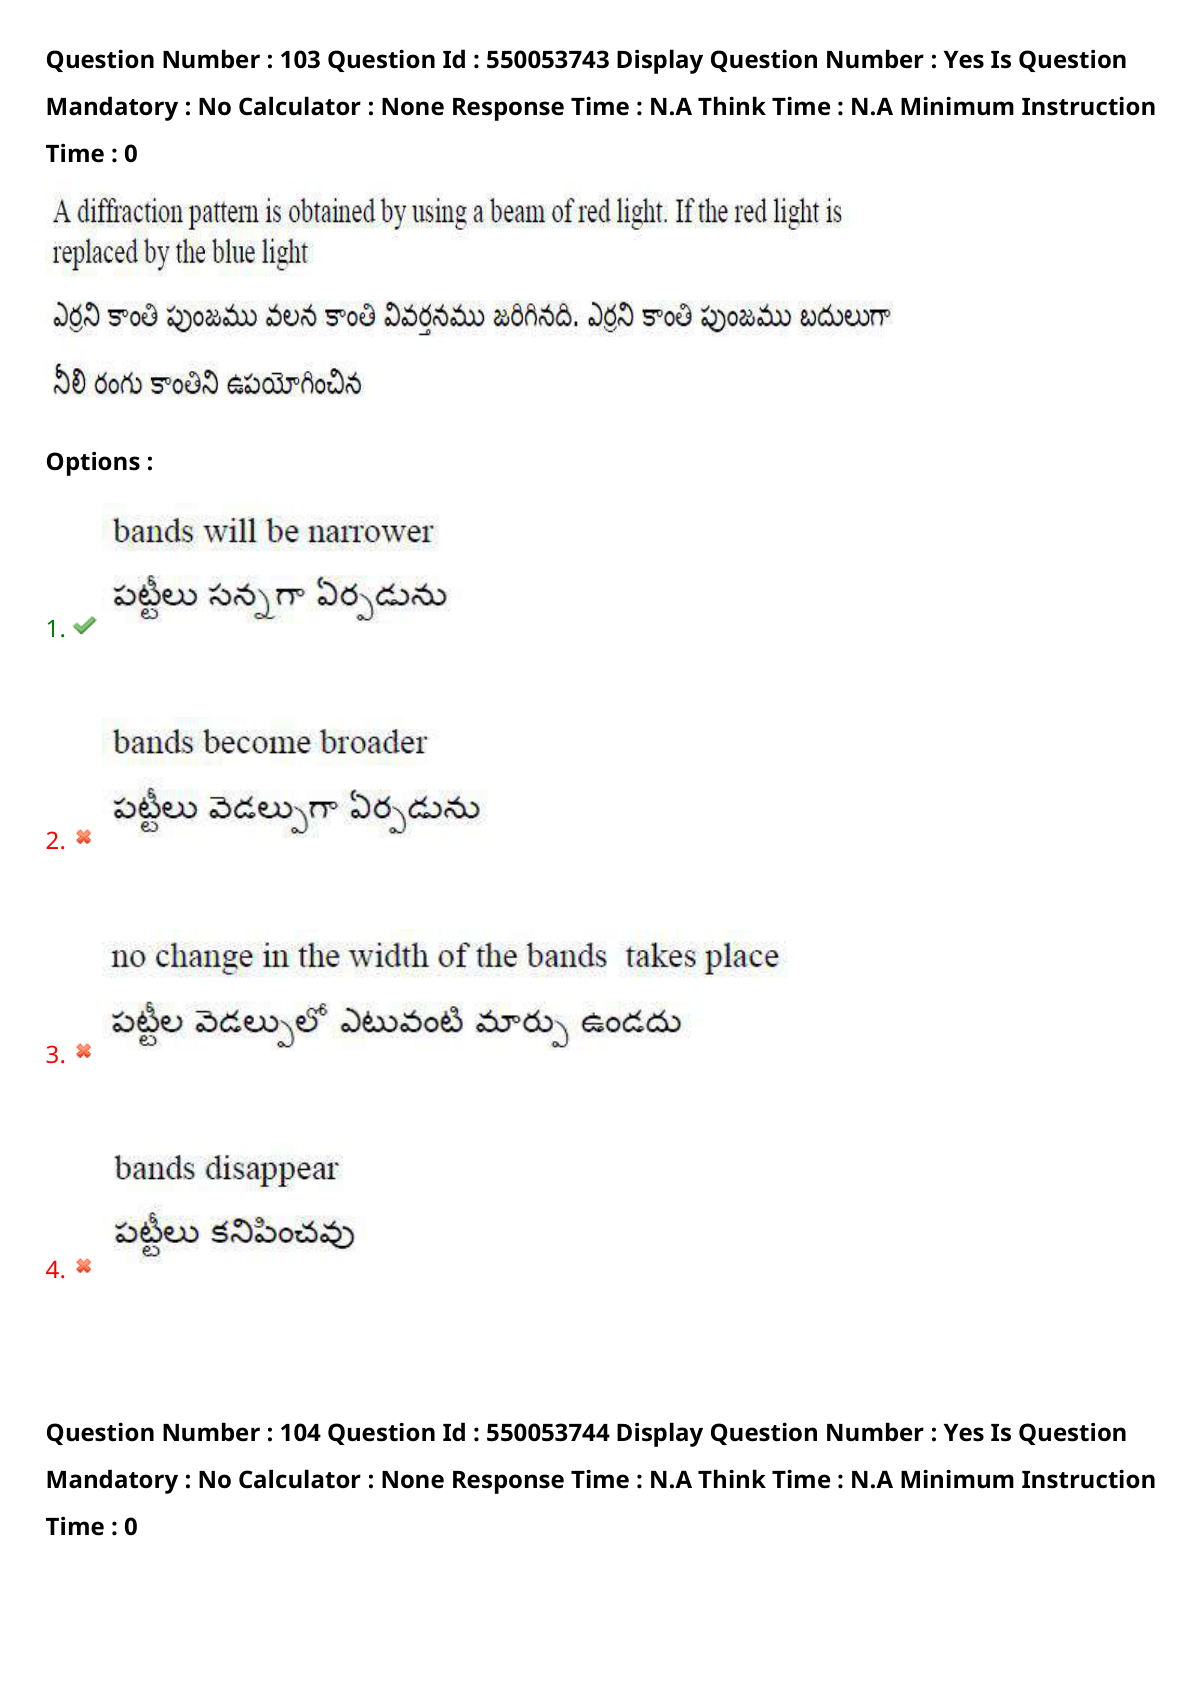 Question Number : 103 Question Id : 550053743 Display Question Number : Yes Is Question
Mandatory : No Calculator : None Response Time : N.A Think Time : N.A Minimum Instruction
Time : 0
A diffraction pattern is obtained by using a beam of red light. If the red light is
replaced by the blue light
ఎర్రని కాంతి పుంజము వలన కాంతి వివర్తనము జరిగినది. ఎర్రని కాంతి పుంజము బదులుగా
నీలి రంగు కాంతిని ఉపయోగించిన
Options :
bands will be narrower
పట్టీలు సన్నగా ఏర్పడును
1.
bands become broader
పట్టీలు వెడల్పుగా ఏర్పడును
2.
no change in the width of the bands takes place
పట్టీల వెడల్పులో ఎటువంటి మార్పు ఉండదు
3.
bands disappear
పట్టీలు కనిపించవు
4.
Question Number : 104 Question Id : 550053744 Display Question Number : Yes Is Question
Mandatory : No Calculator : None Response Time : N.A Think Time : N.A Minimum Instruction
Time : 0